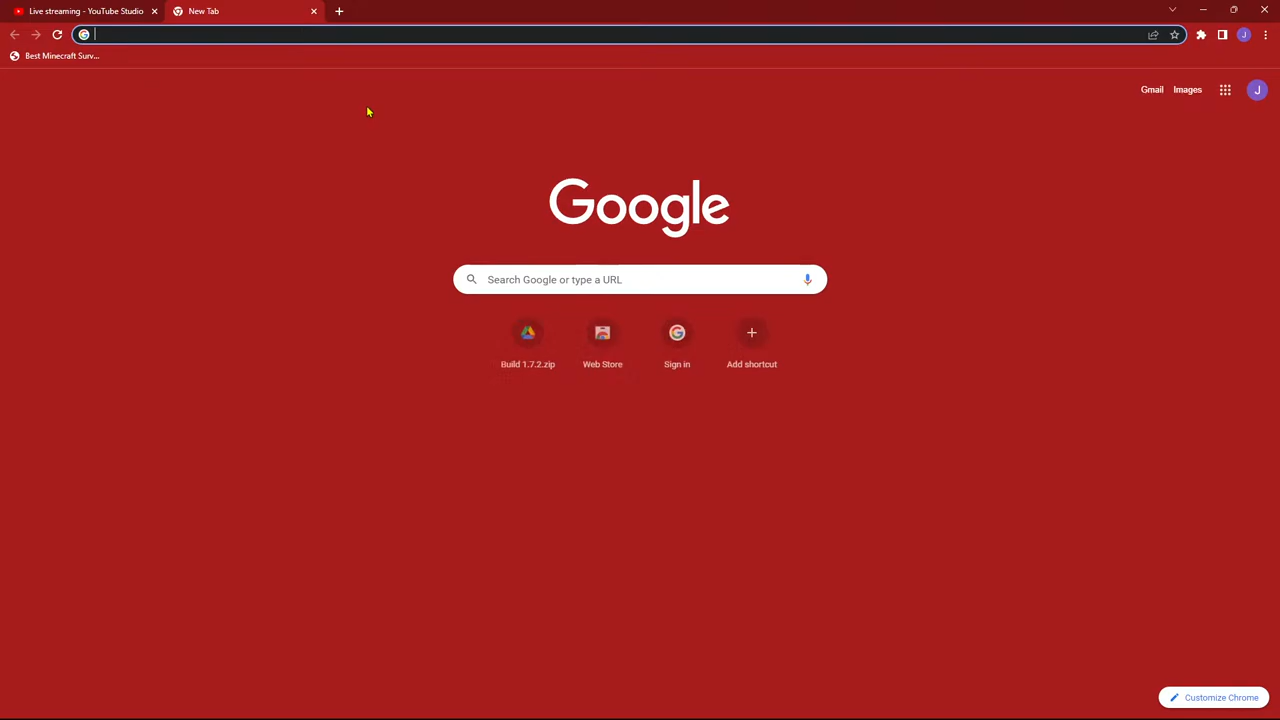 Live streaming - YouTube Studio
New Tab
Best Minecraft Surv...
Gmail
Images
J
J
Google
Search Google or type a URL
Build 1.7.2.zip
Web Store
Sign in
Add shortcut
Customize Chrome